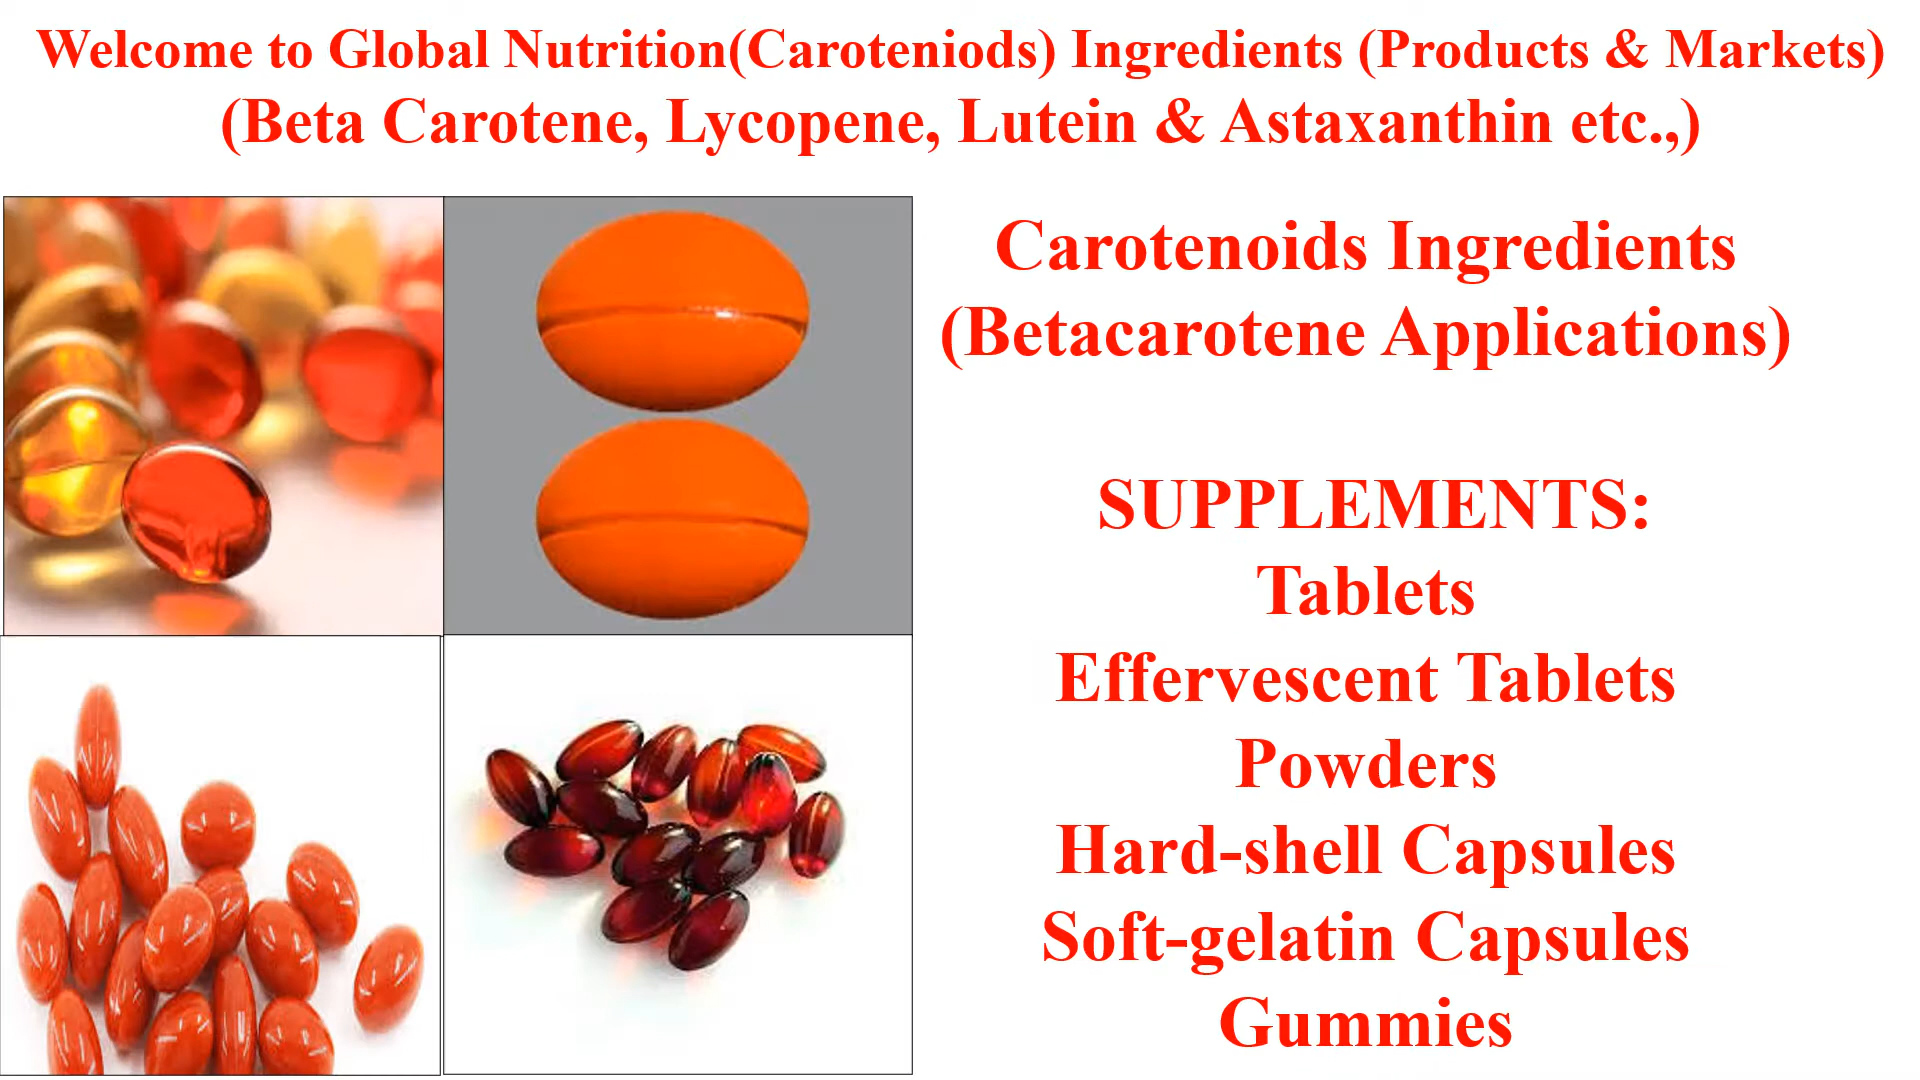 Welcome to Global Nutrition(Caroteniods) Ingredients (Products & Markets)
(Beta Carotene, Lycopene, Lutein & Astaxanthin etc.,)
Carotenoids Ingredients
(Betacarotene Applications)
SUPPLEMENTS:
Tablets
Effervescent Tablets
Powders
Hard-shell Capsules
Soft-gelatin Capsules
Gummies